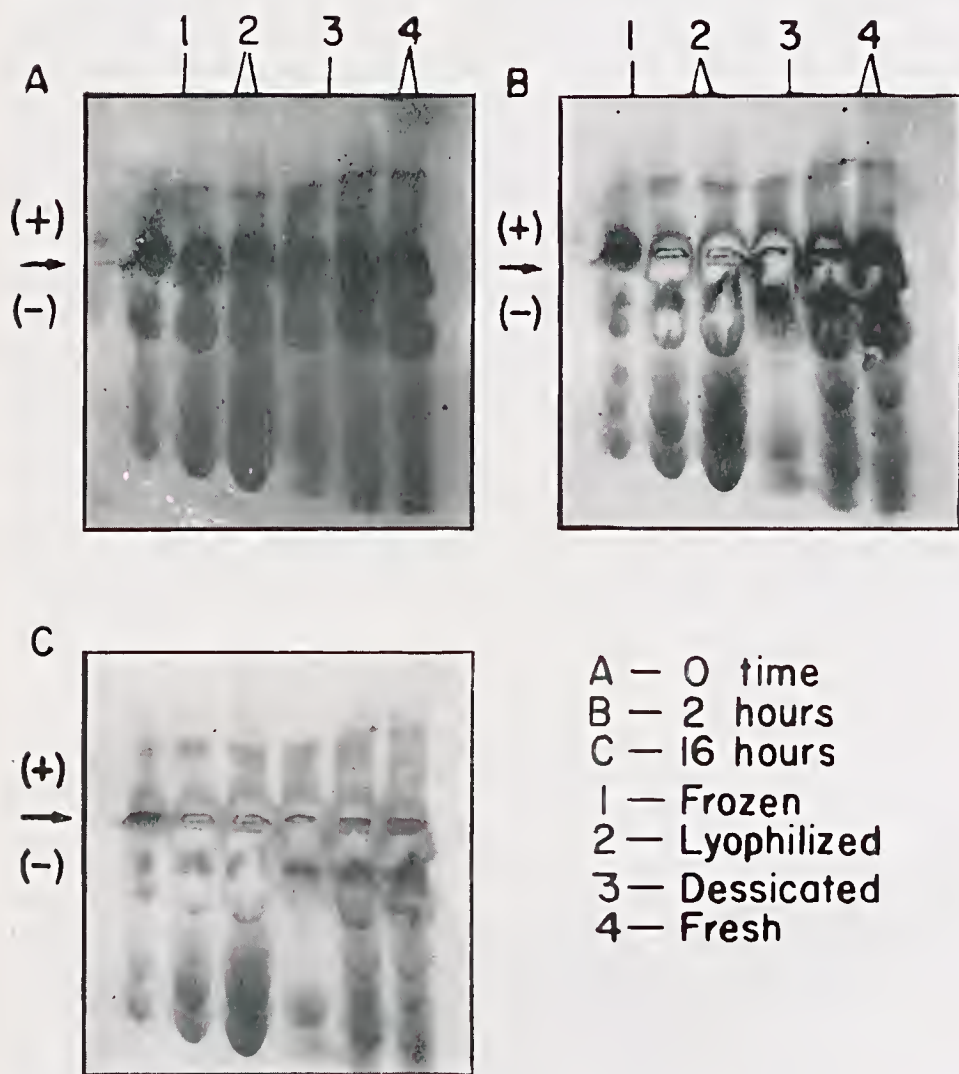 1 2 3 4
A
(+)
(-)
1 2 3 4
B
(+)
(-)
C
(+)
(-)
A — 0 time
B — 2 hours
C — 16 hours
1 — Frozen
2 — Lyophilized
3 — Dessicated
4 — Fresh